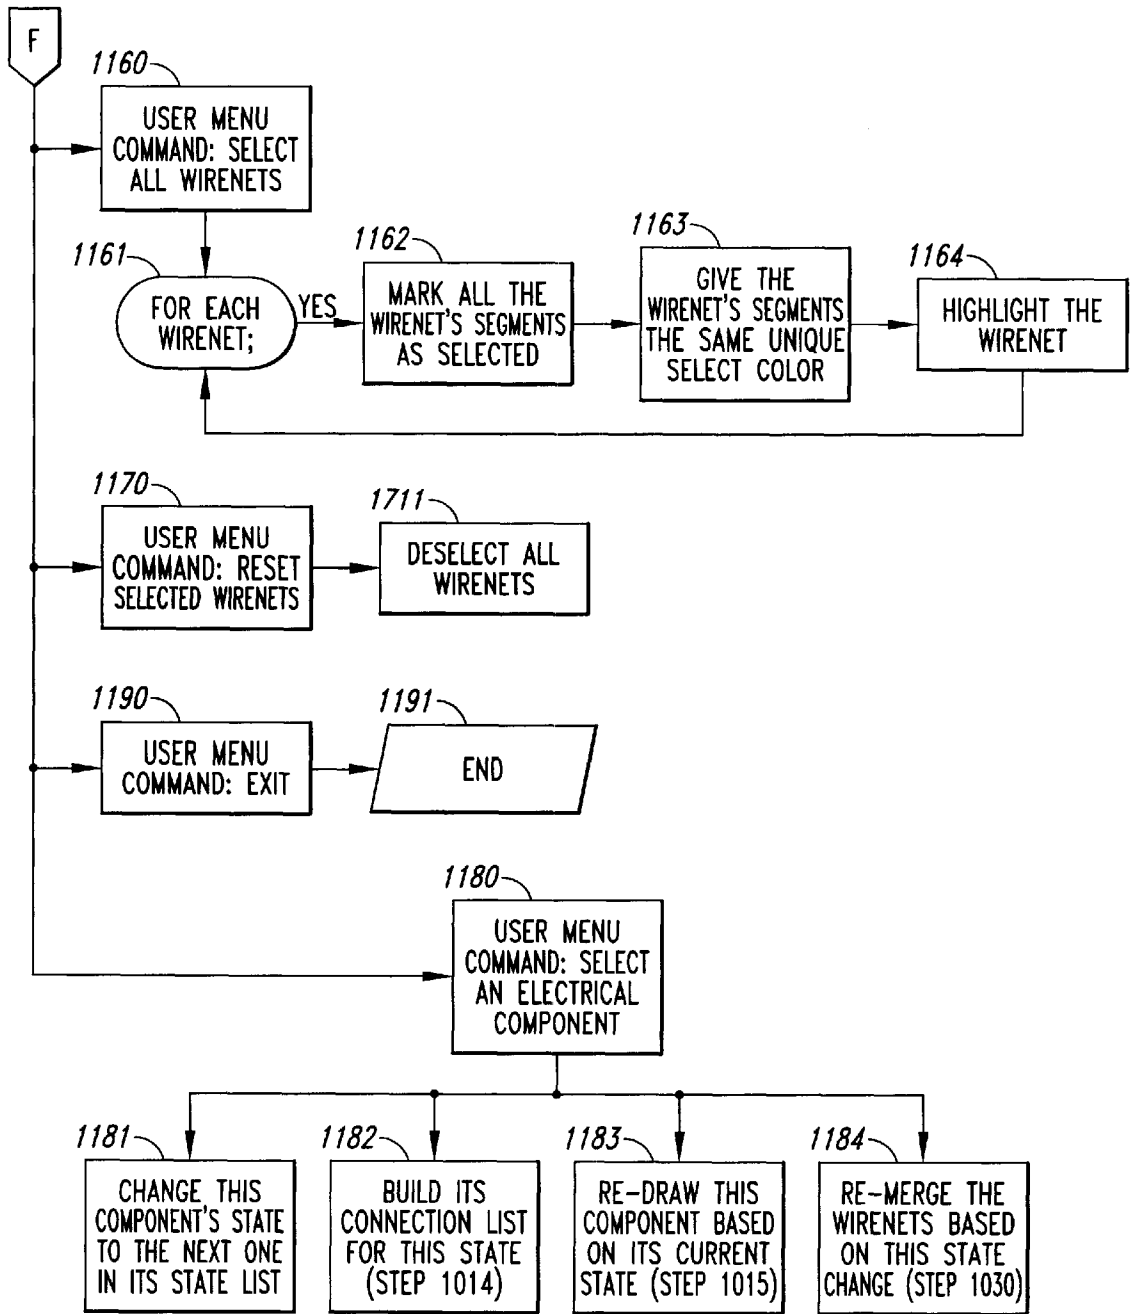 F
1160
USER MENU
COMMAND: SELECT
ALL WIRENETS
1161
FOR EACH
WIRENET;
YES
1162
MARK ALL THE
WIRENET'S SEGMENTS
AS SELECTED
1163
GIVE THE
WIRENET'S SEGMENTS
THE SAME UNIQUE
SELECT COLOR
1164
HIGHLIGHT THE
WIRENET
1170
USER MENU
COMMAND: RESET
SELECTED WIRENETS
1711
DESELECT ALL
WIRENETS
1190
USER MENU
COMMAND: EXIT
1191
END
1180
USER MENU
COMMAND: SELECT
AN ELECTRICAL
COMPONENT
1181
CHANGE THIS
COMPONENT'S STATE
TO THE NEXT ONE
IN ITS STATE LIST
1182
BUILD ITS
CONNECTION LIST
FOR THIS STATE
(STEP 1014)
1183
RE-DRAW THIS
COMPONENT BASED
ON ITS CURRENT
STATE (STEP 1015)
1184
RE-MERGE THE
WIRENETS BASED
ON THIS STATE
CHANGE (STEP 1030)